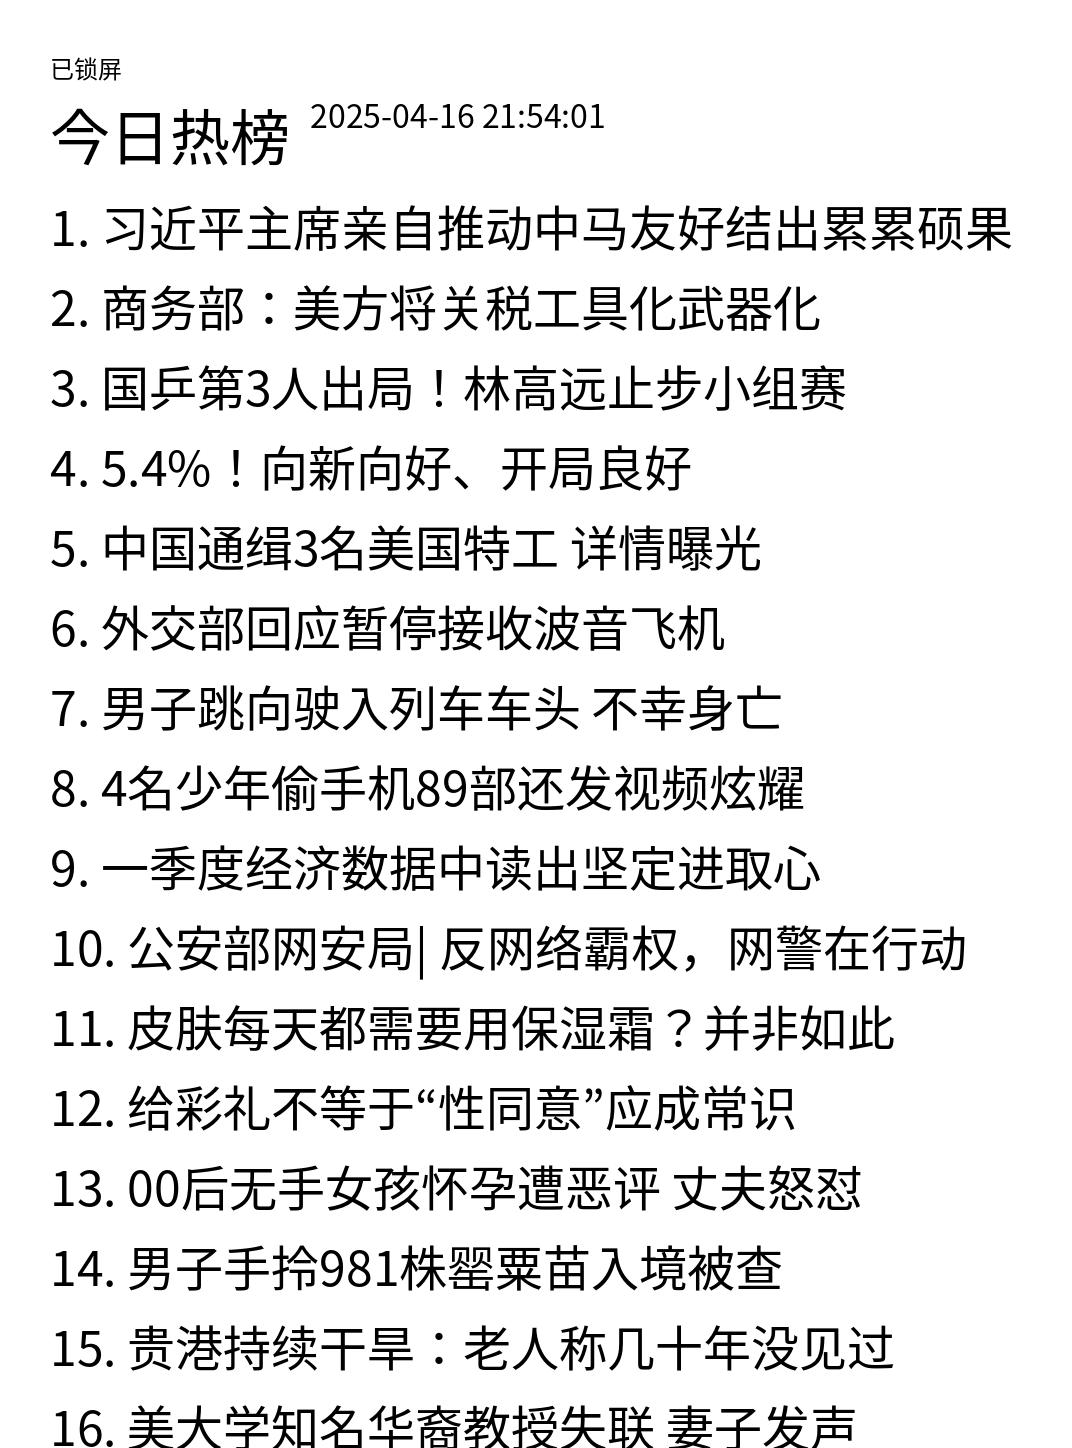 已锁屏
今日热榜 2025-04-16 21:54:01
1. 习近平主席亲自推动中马友好结出累累硕果
2. 商务部：美方将关税工具化武器化
3. 国乒第3人出局！林高远止步小组赛
4. 5.4%！向新向好、开局良好
5. 中国通缉3名美国特工 详情曝光
6. 外交部回应暂停接收波音飞机
7. 男子跳向驶入列车车头 不幸身亡
8. 4名少年偷手机89部还发视频炫耀
9. 一季度经济数据中读出坚定进取心
10. 公安部网安局| 反网络霸权，网警在行动
11. 皮肤每天都需要用保湿霜？并非如此
12. 给彩礼不等于“性同意”应成常识
13. 00后无手女孩怀孕遭恶评 丈夫怒怼
14. 男子手拎981株罂粟苗入境被查
15. 贵港持续干旱：老人称几十年没见过
16. 美大学知名华裔教授失联 妻子发声